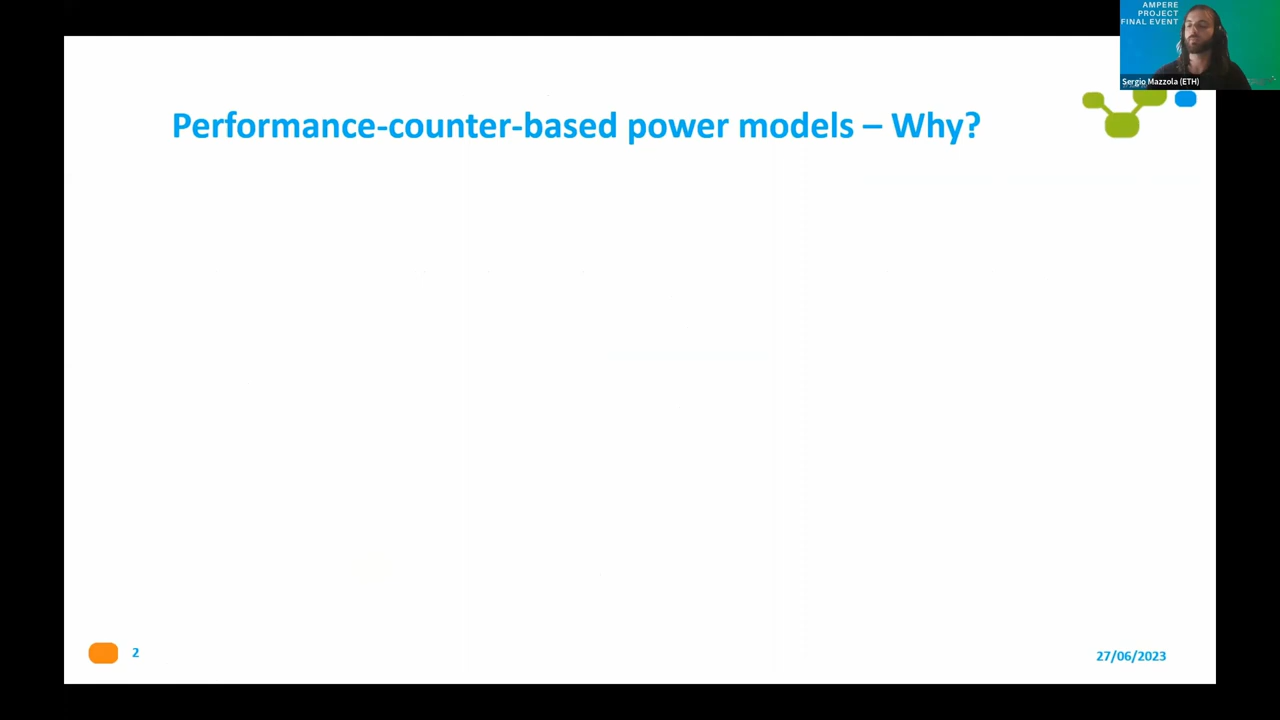 AMPERE
PROJECT
FINAL EVENT
Sergio Mazzola (ETH)
Performance-counter-based power models – Why?
2
27/06/2023